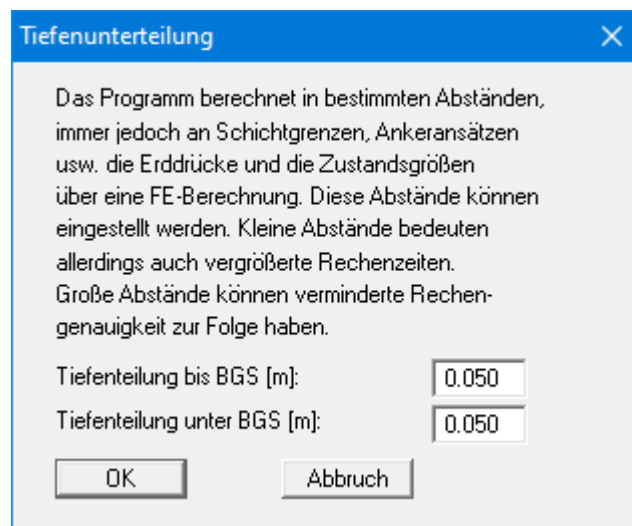 Tiefenunterteilung
Das Programm berechnet in bestimmten Abständen,
immer jedoch an Schichtgrenzen, Ankeransätzen
usw. die Erddrücke und die Zustandsgrößen
über eine FE-Berechnung. Diese Abstände können
eingestellt werden. Kleine Abstände bedeuten
allerdings auch vergrößerte Rechenzeiten.
Große Abstände können verminderte Rechen-
genauigkeit zur Folge haben.
Tiefenteilung bis BGS [m]: 0.050
Tiefenteilung unter BGS [m]: 0.050
OK Abbruch